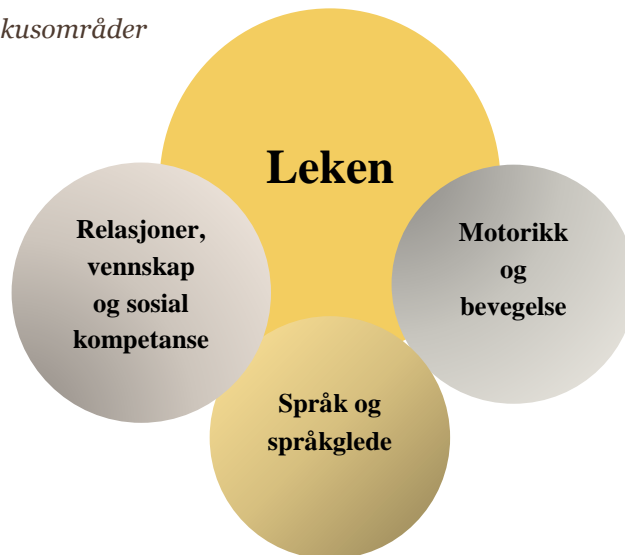 kusområder
Leken
Relasjoner,
vennskap
og sosial
kompetanse
Motorikk
og
bevegelse
Språk og
språkglede